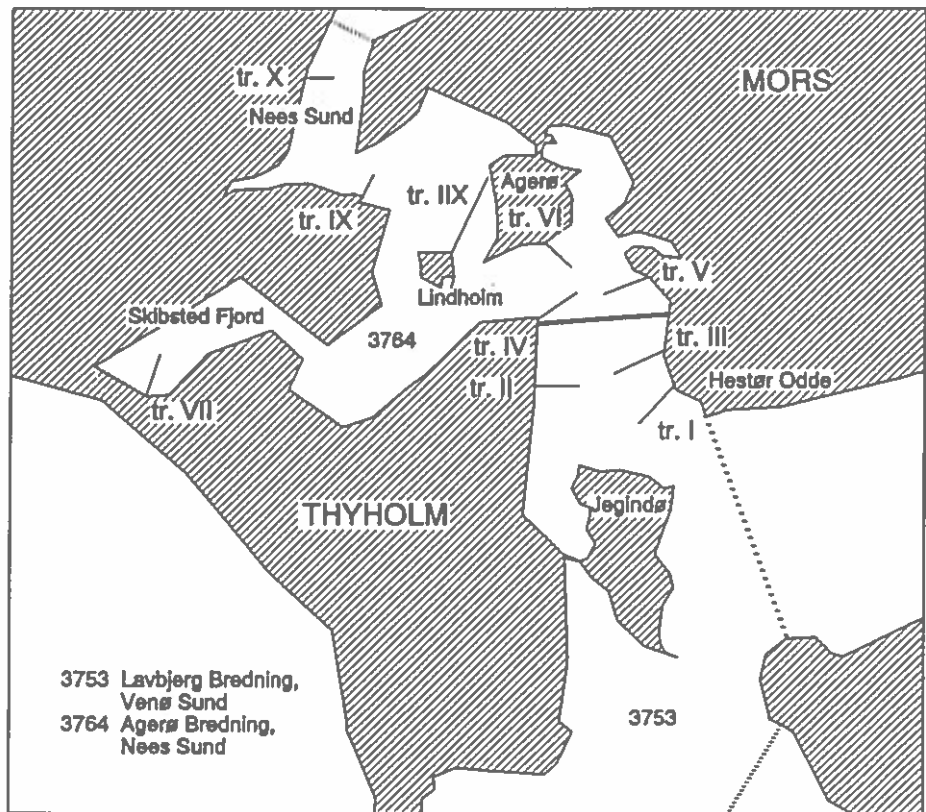 tr. X
MORS
Nees Sund
Agerø
tr. IIX
tr. VI
tr. IX
tr. V
Lindholm
Skibsted Fjord
3764
tr. IV
tr. III
tr. II
Hestør Odde
tr. VII
tr. I
THYHOLM
Jegindø
3753 Lavbjerg Bredning,
Venø Sund
3764 Agerø Bredning,
Nees Sund
3753